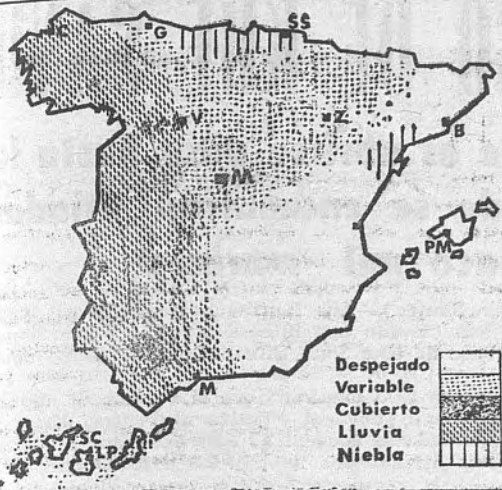 C
G
SS
V
Z
B
M
PM
M
Despejado
Variable
Cubierto
Lluvia
Niebla
SC
LP